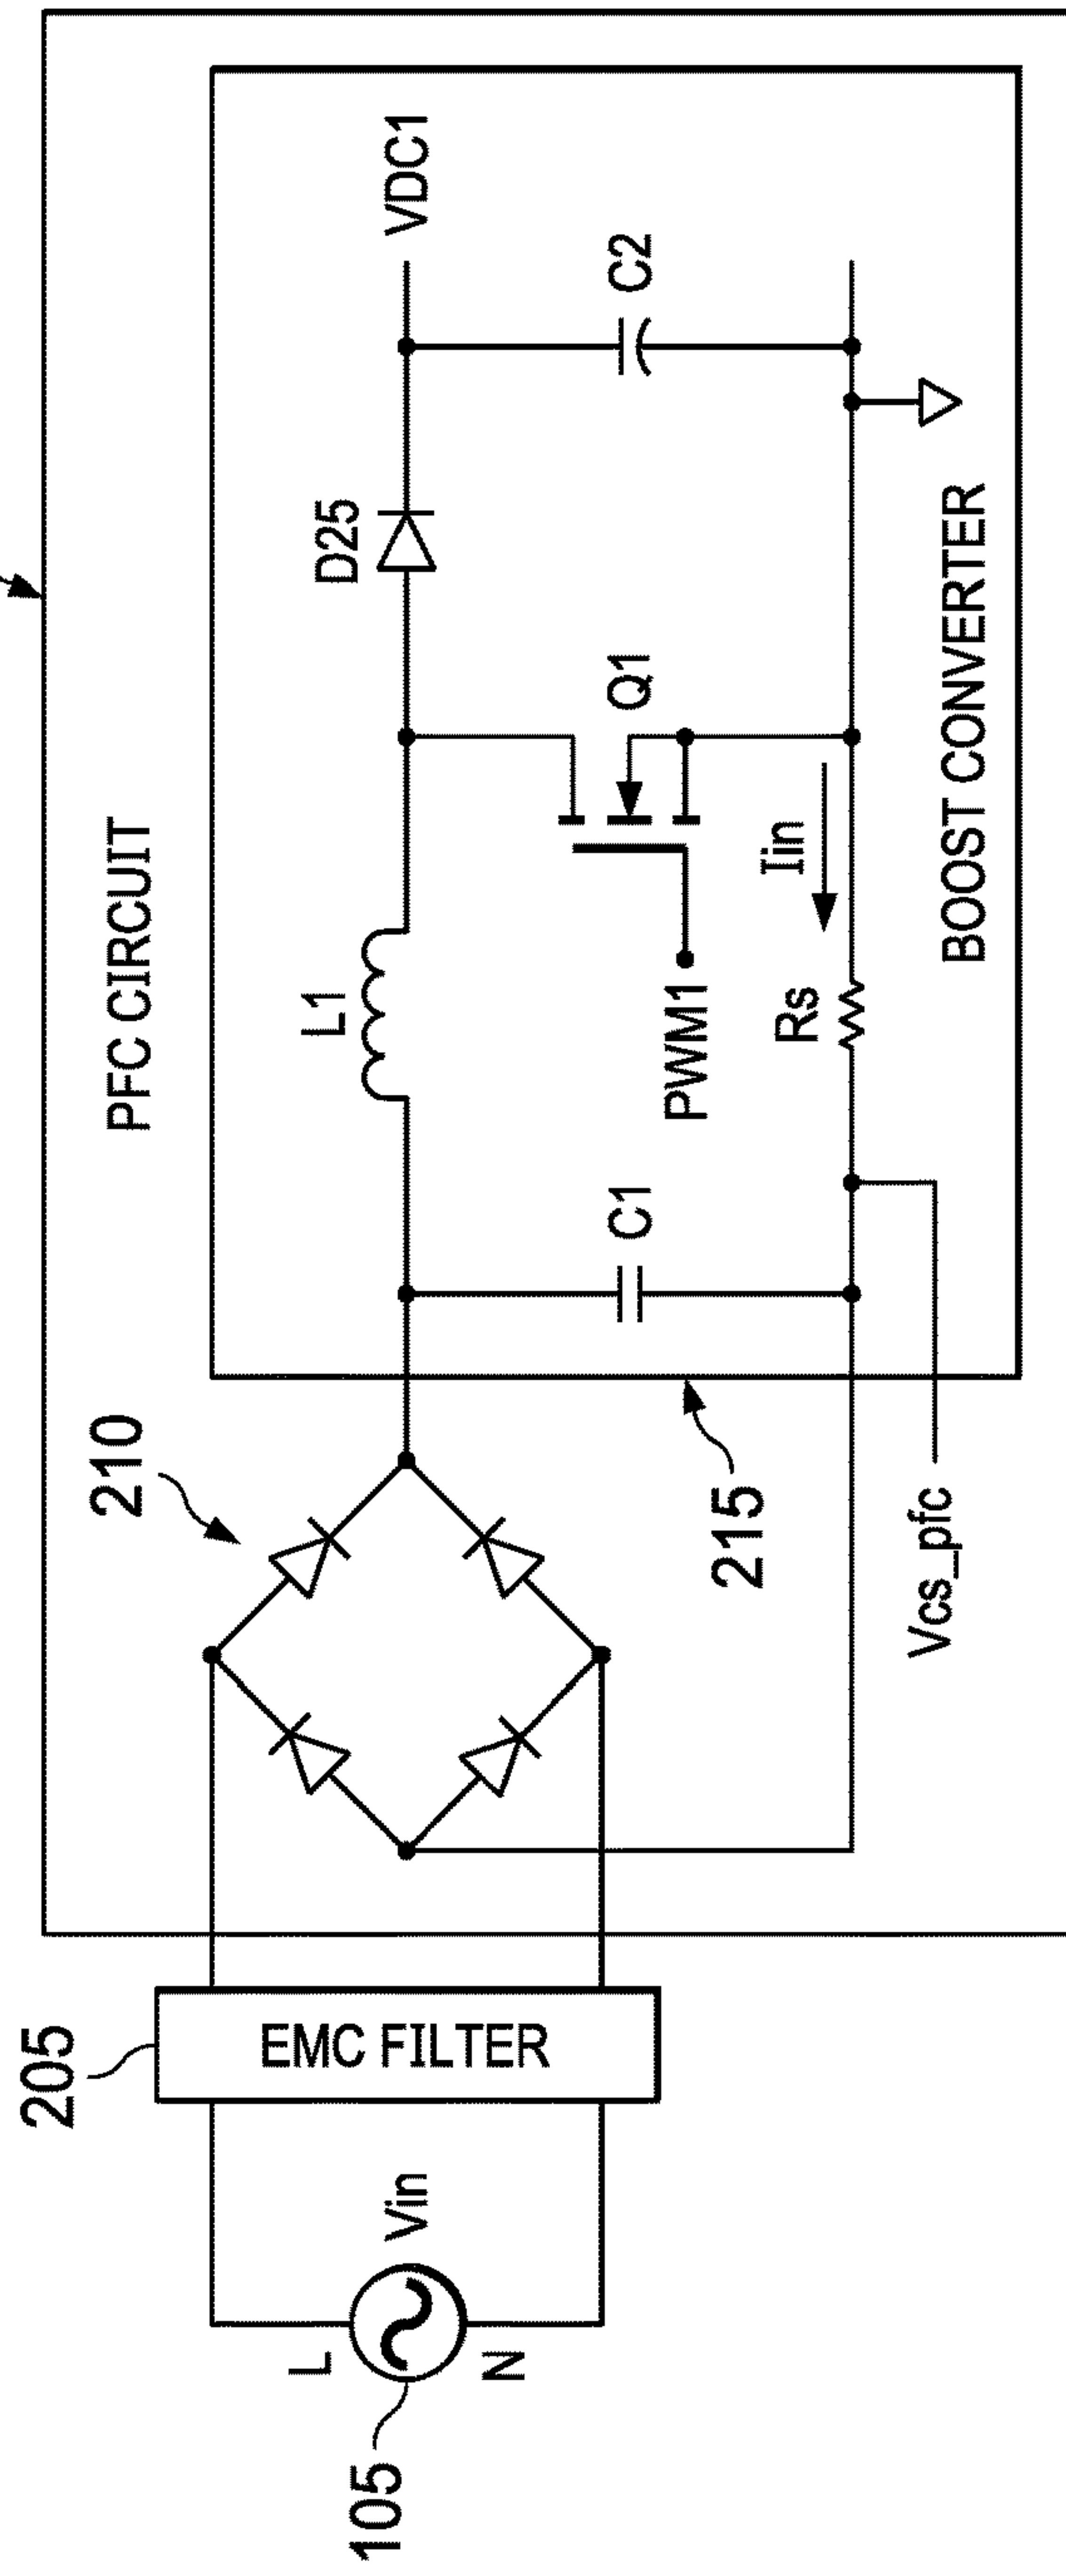 PFC CIRCUIT
210
L1
D25
VDC1
205
EMC FILTER
L
Vin
105
N
C1
PWM1
Q1
C2
215
Rs
Iin
Vcs_pfc
BOOST CONVERTER